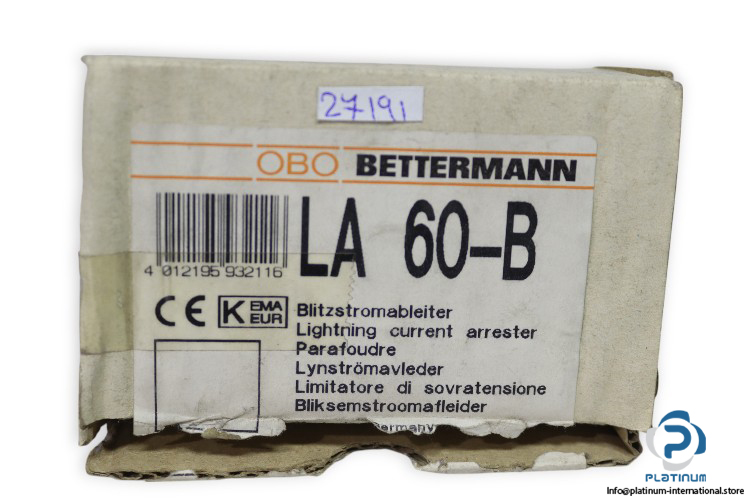 27191
OBO BETTERMANN
LA 60-B
4 012195 932116
CE KEMA EUR
Blitzstromableiter
Lightning current arrester
Parafoudre
Lynströmavleder
Limitatore di sovratensione
Bliksemstroomafleider
Germany
PLATINUM
Info@platinum-international.store